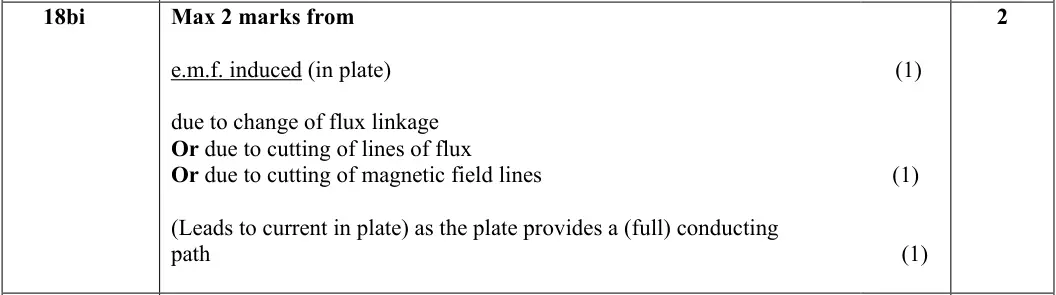 18bi Max 2 marks from 2
e.m.f. induced (in plate) (1)
due to change of flux linkage
Or due to cutting of lines of flux
Or due to cutting of magnetic field lines (1)
(Leads to current in plate) as the plate provides a (full) conducting
path (1)